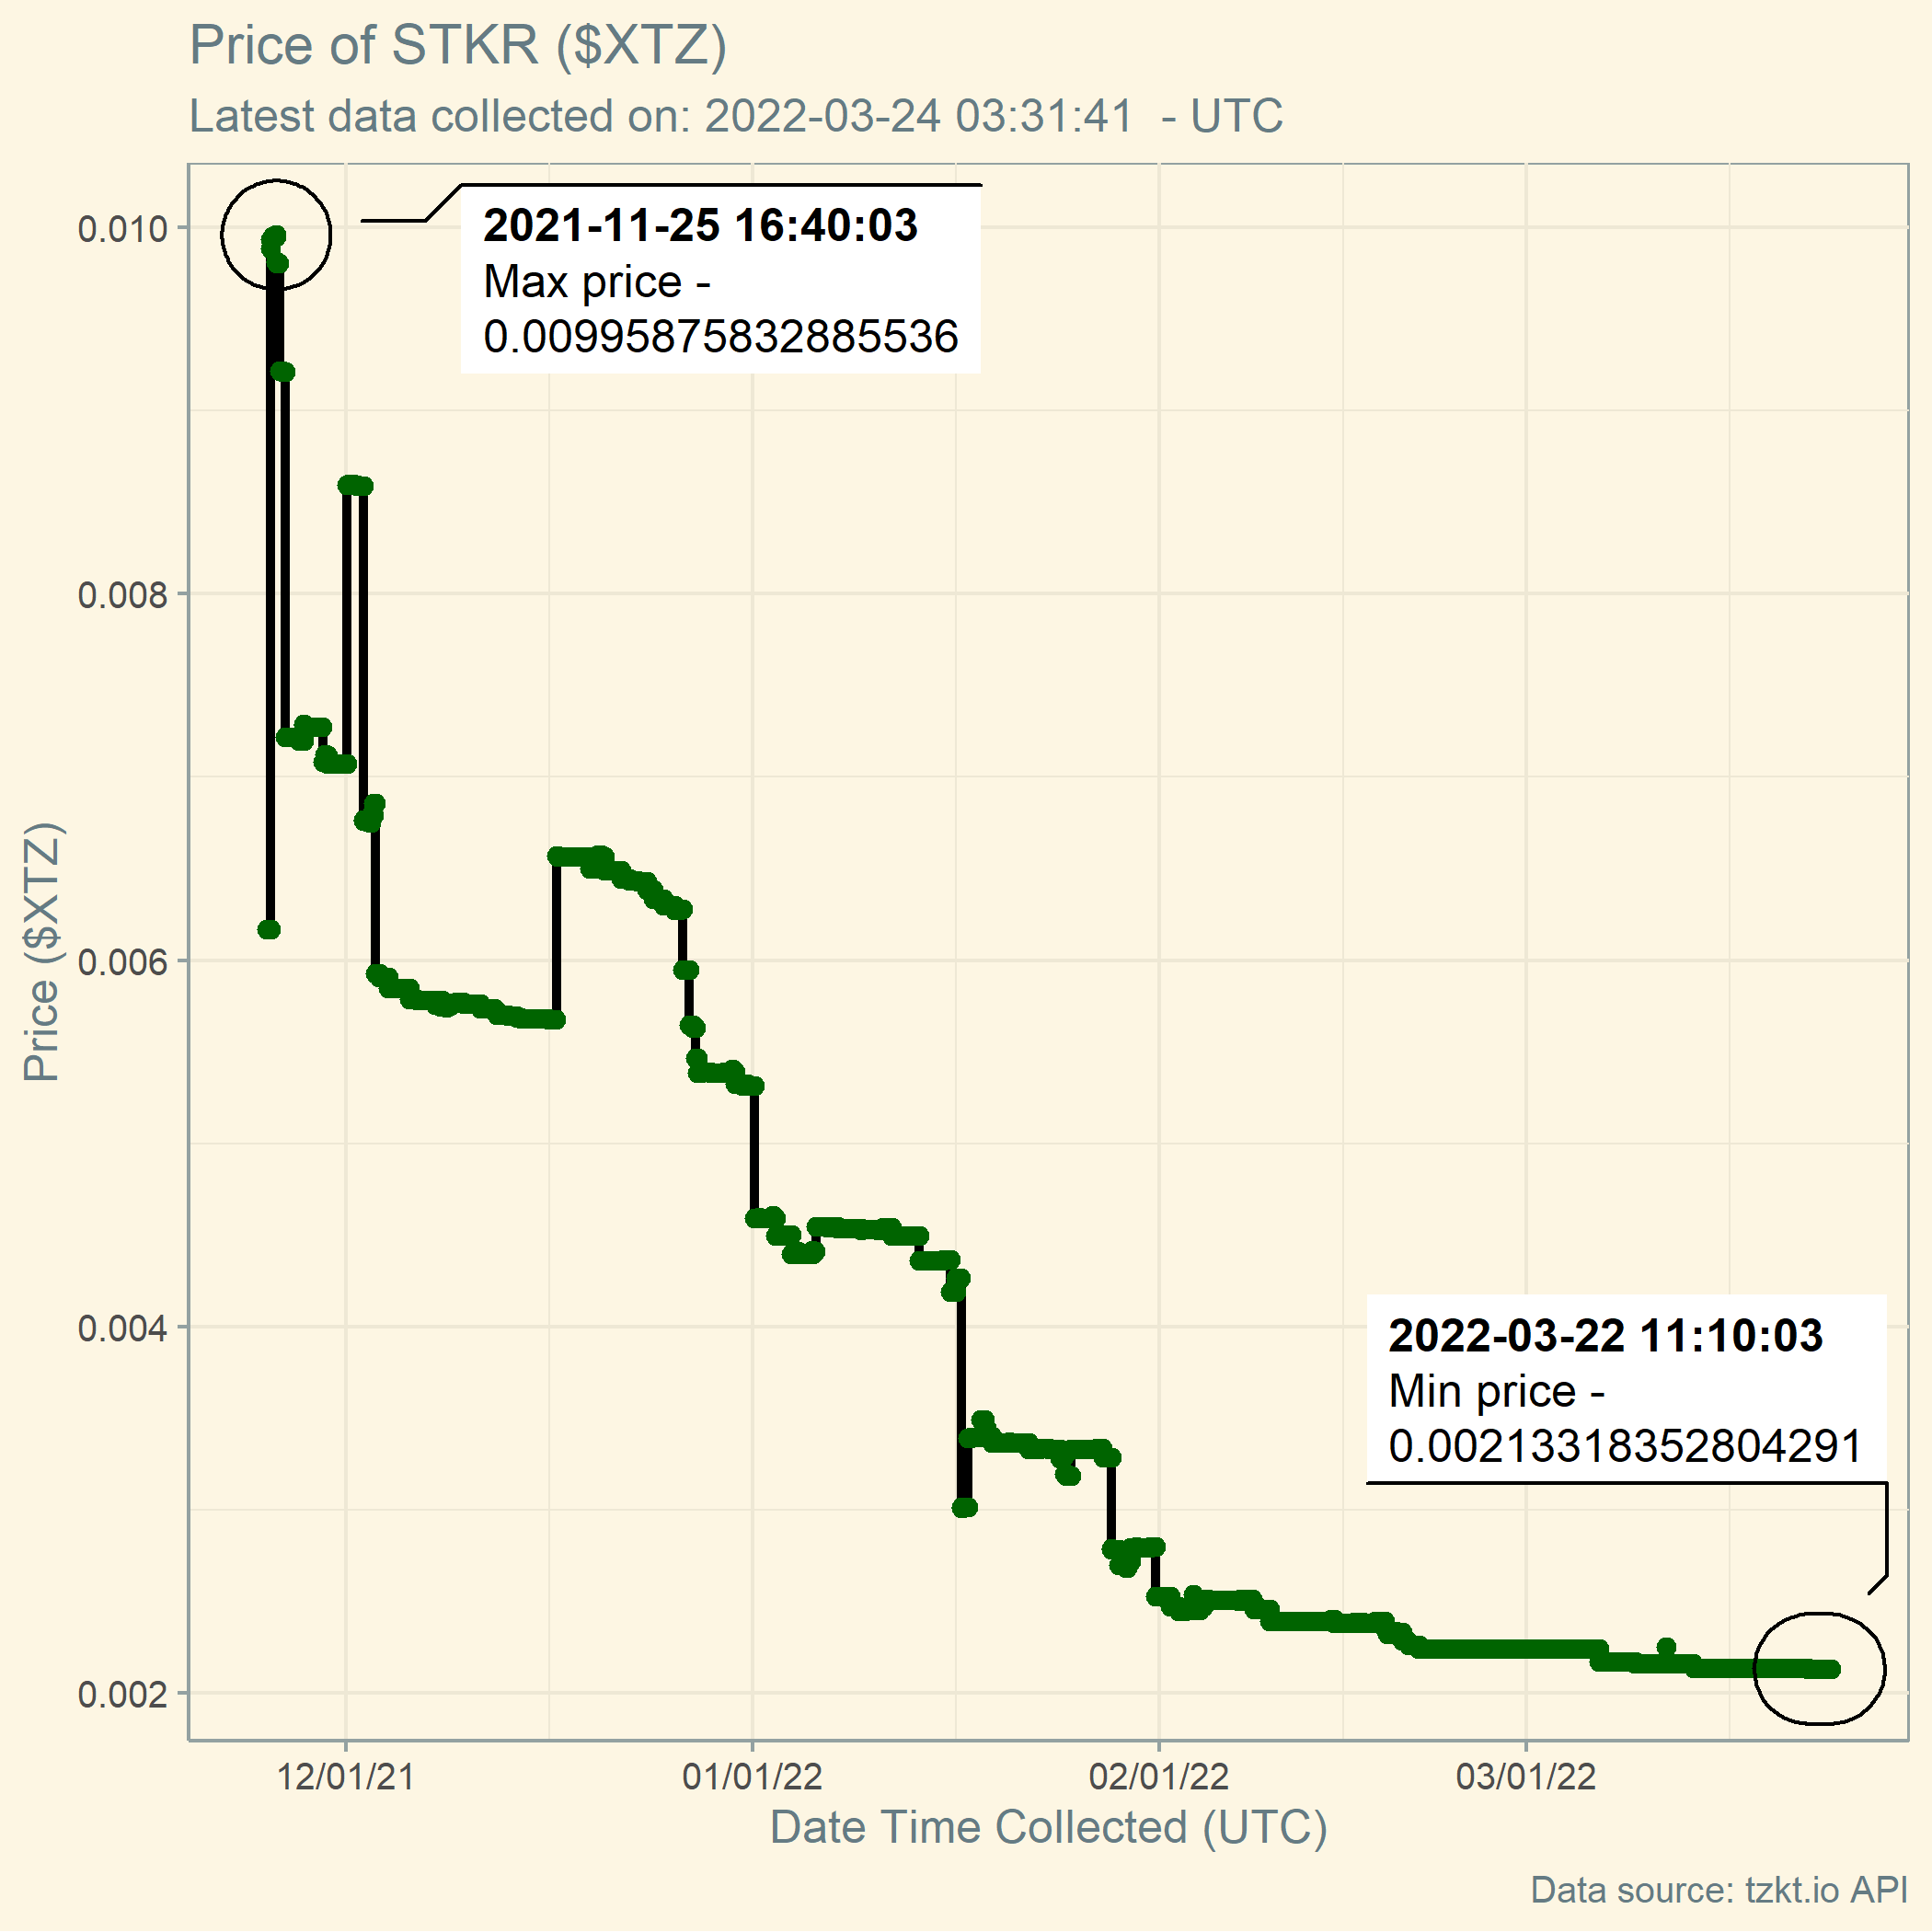 Price of STKR ($XTZ)
Latest data collected on: 2022-03-24 03:31:41  - UTC
2021-11-25 16:40:03
Max price -
0.00995875832885536
0.010
0.008
Price ($XTZ)
0.006
0.004
2022-03-22 11:10:03
Min price -
0.00213318352804291
0.002
12/01/21
01/01/22
02/01/22
03/01/22
Date Time Collected (UTC)
Data source: tzkt.io API